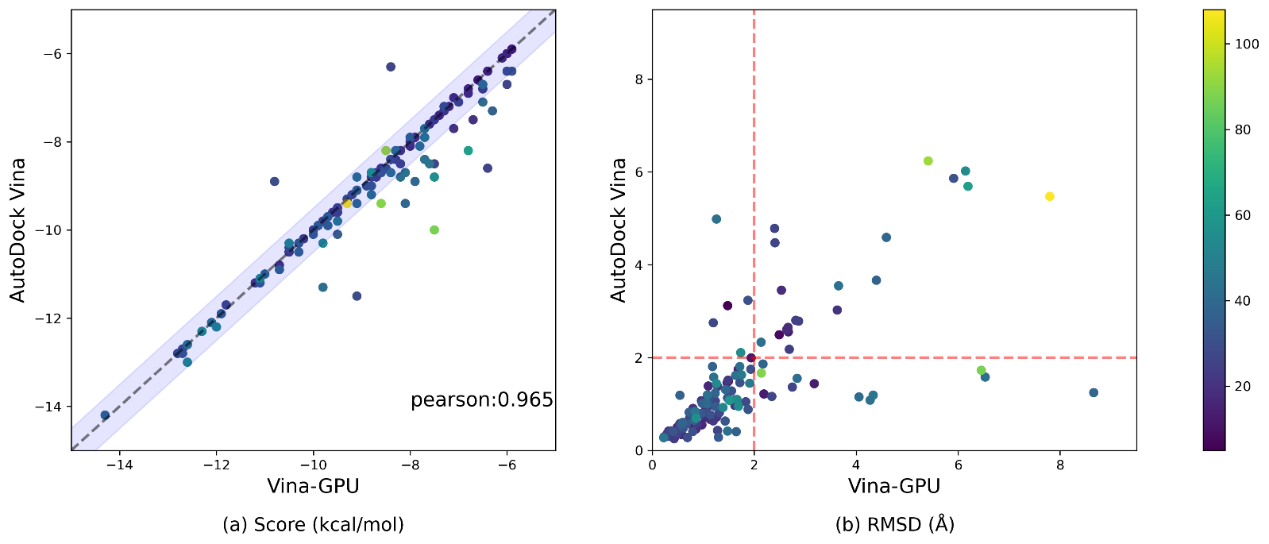 −6
−8
−10
−12
−14
AutoDock Vina
pearson:0.965
−14 −12 −10 −8 −6
Vina-GPU
(a) Score (kcal/mol)
8
6
4
2
0
AutoDock Vina
0 2 4 6 8
Vina-GPU
(b) RMSD (Å)
100
80
60
40
20